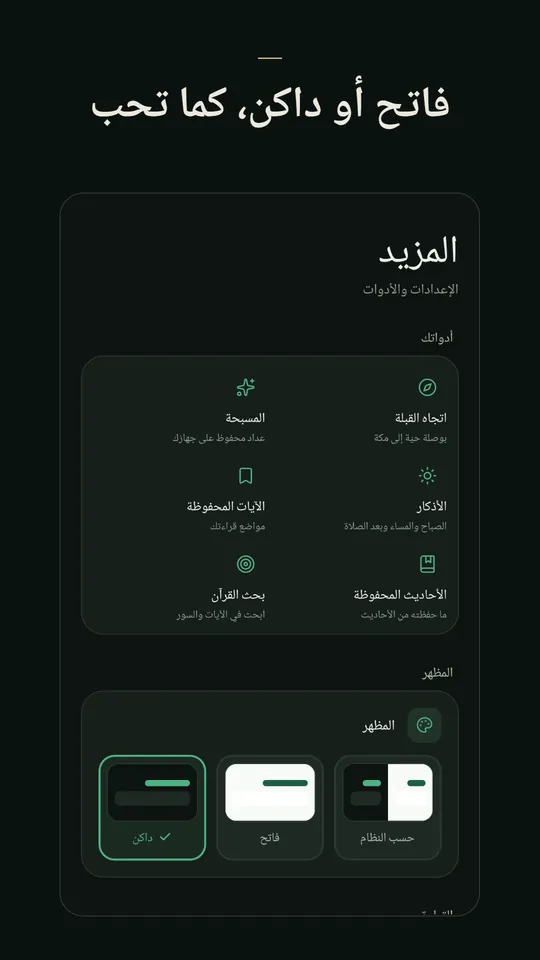 فاتح أو داكن، كما تحب
المزيد
الإعدادات والأدوات
أدواتك
اتجاه القبلة
بوصلة حية إلى مكة
المسبحة
عداد محفوظ على جهازك
الأذكار
الصباح والمساء وبعد الصلاة
الآيات المحفوظة
مواضع قراءتك
الأحاديث المحفوظة
ما حفظته من الأحاديث
بحث القرآن
ابحث في الآيات والسور
المظهر
المظهر
حسب النظام
فاتح
داكن